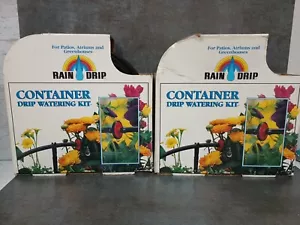 For Patios, Atriums and
Greenhouses
RAIN DRIP
CONTAINER
DRIP WATERING KIT
For Patios, Atriums and
Greenhouses
RAIN DRIP
CONTAINER
DRIP WATERING KIT